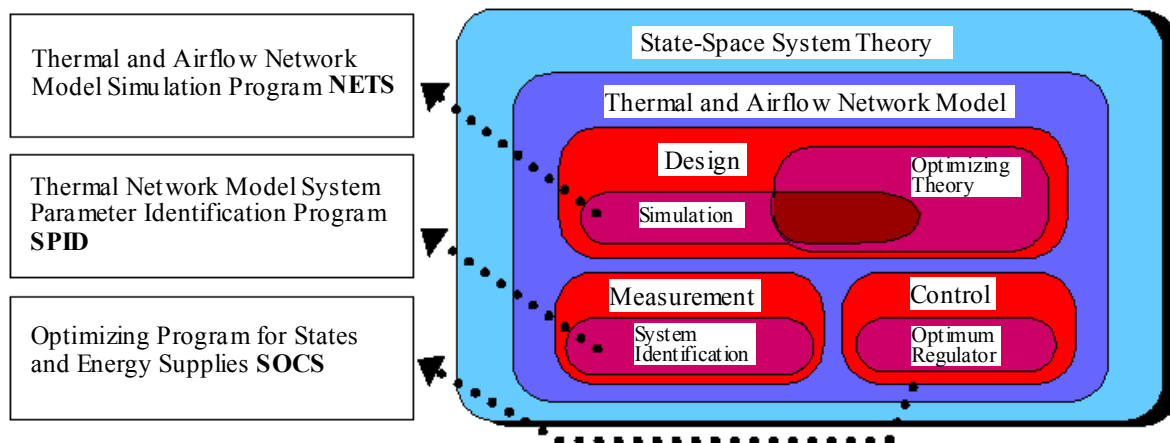 Thermal and Airflow Network
Model Simulation Program NETS
Thermal Network Model System
Parameter Identification Program
SPID
Optimizing Program for States
and Energy Supplies SOCS
State-Space System Theory
Thermal and Airflow Network Model
Design
Optimizing
Theory
Simulation
Measurement
System
Identification
Control
Optimum
Regulator